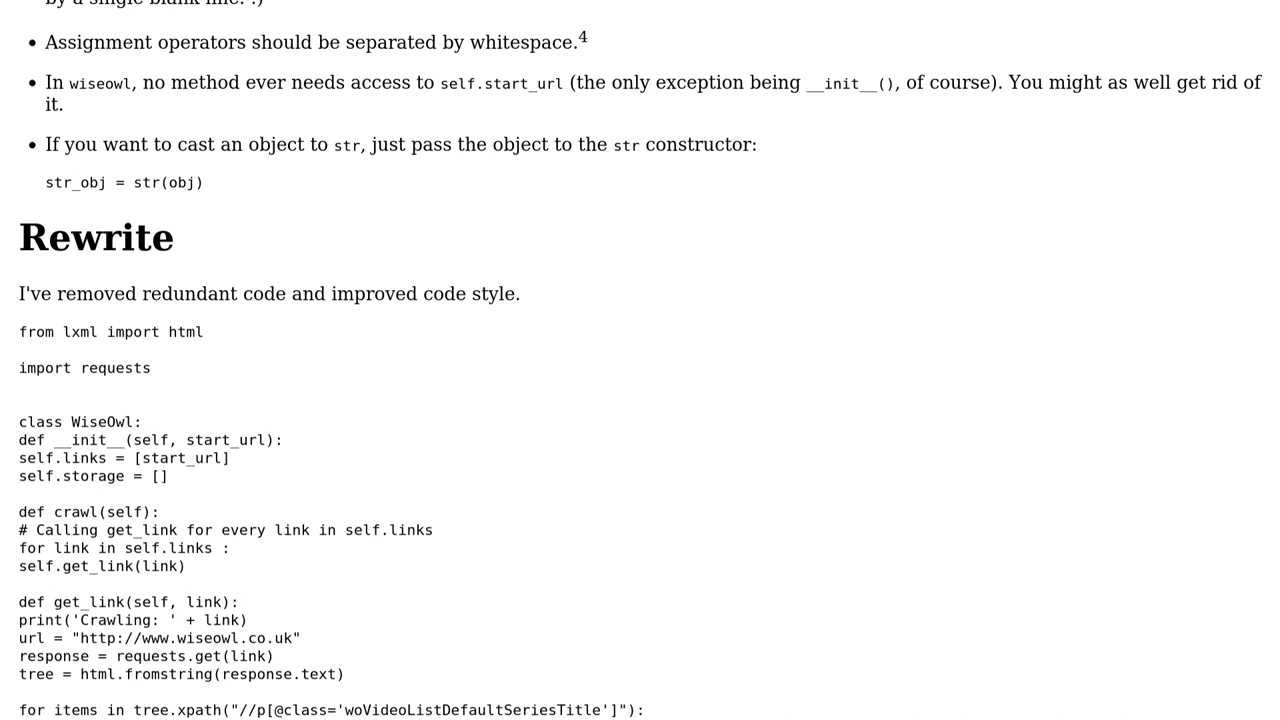 by a single blank line. :)
• Assignment operators should be separated by whitespace.4
• In wiseowl, no method ever needs access to self.start_url (the only exception being __init__(), of course). You might as well get rid of
it.
• If you want to cast an object to str, just pass the object to the str constructor:
str_obj = str(obj)
Rewrite
I've removed redundant code and improved code style.
from lxml import html
import requests
class WiseOwl:
def __init__(self, start_url):
self.links = [start_url]
self.storage = []
def crawl(self):
# Calling get_link for every link in self.links
for link in self.links :
self.get_link(link)
def get_link(self, link):
print('Crawling: ' + link)
url = "http://www.wiseowl.co.uk"
response = requests.get(link)
tree = html.fromstring(response.text)
for items in tree.xpath("//p[@class='woVideoListDefaultSeriesTitle']"):